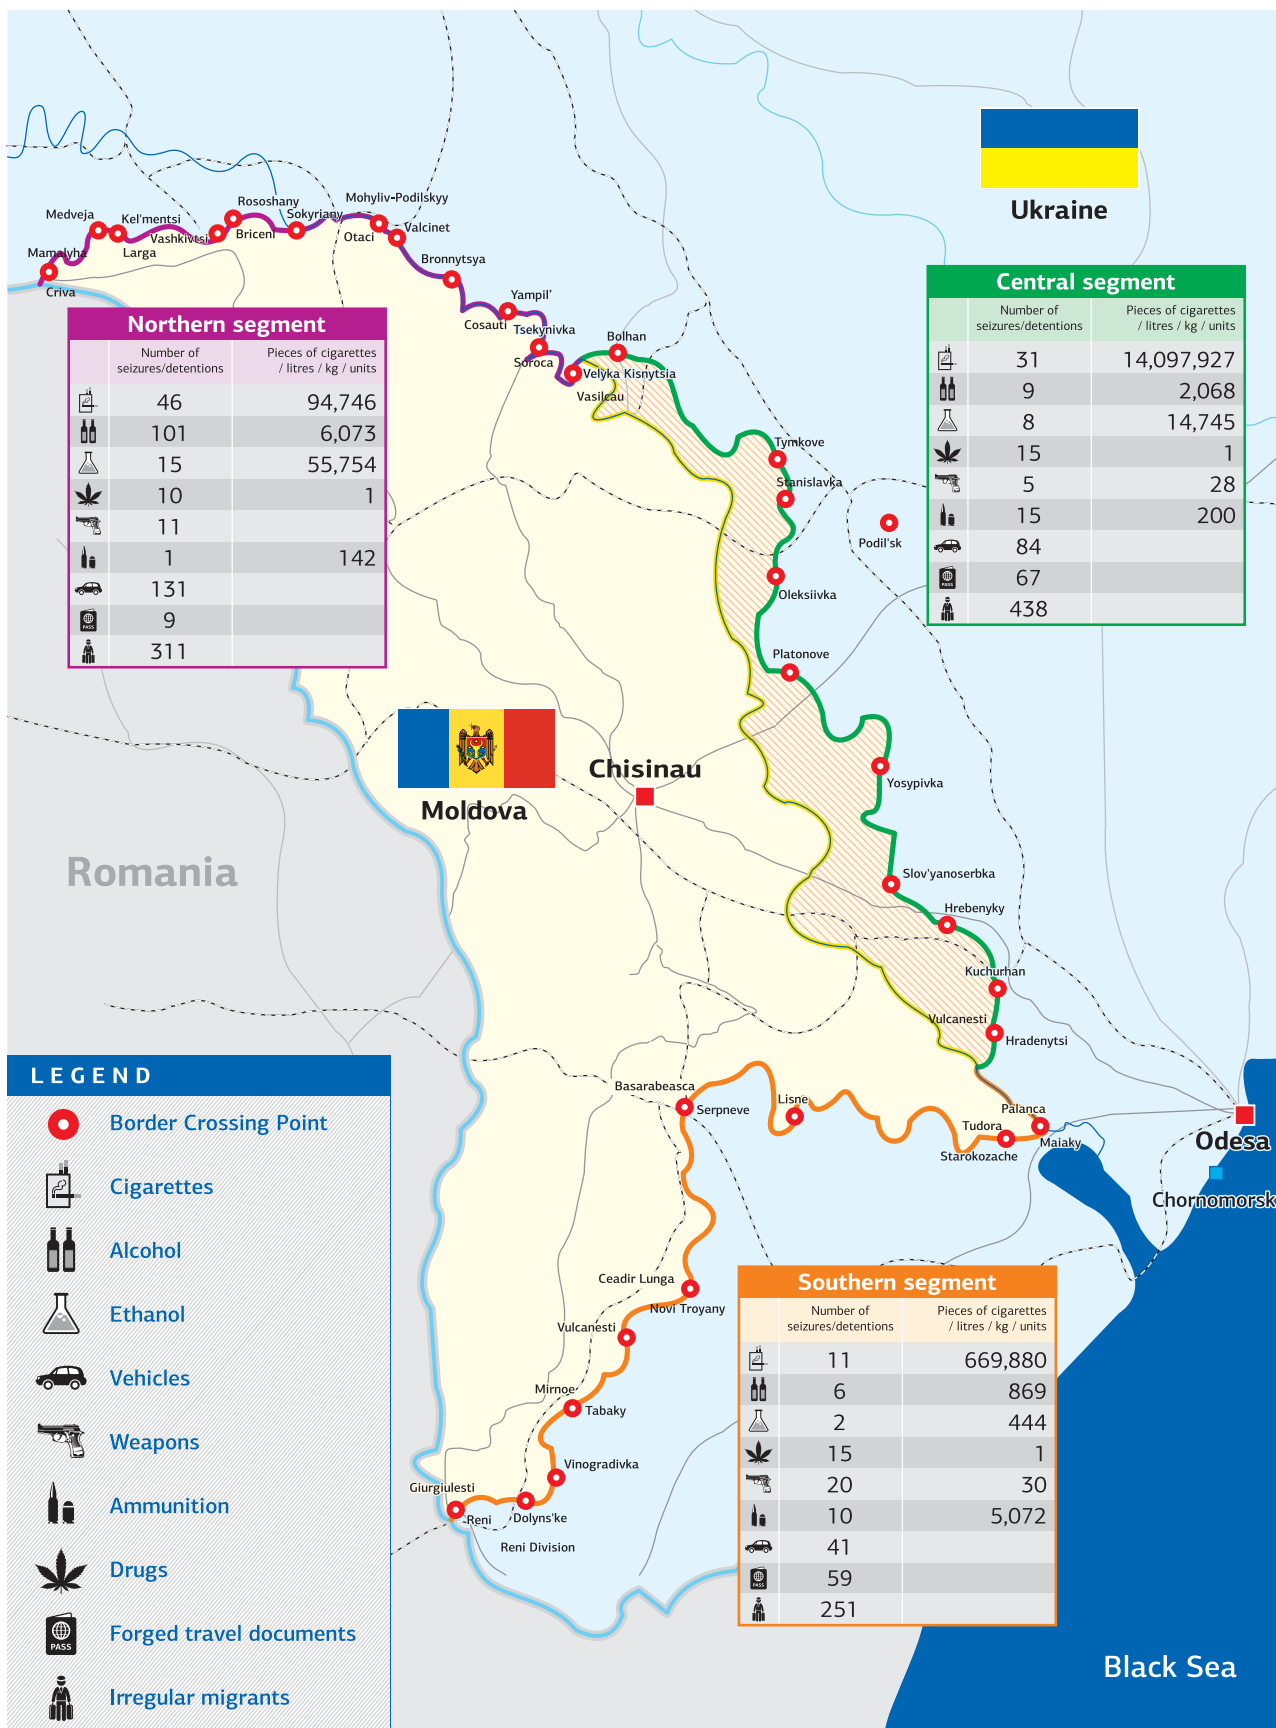 Ukraine
Medveja
Kel'mentsi
Rososhany
Sokyriany
Mohyliv-Podilskyy
Vashkivtsi
Briceni
Otaci
Valcinet
Mamalyha
Larga
Criva
Bronnytsya
Yampil'
Cosauti
Tsekynivka
Soroca
Bolhan
Velyka Kisnytsia
Vasilcau
Tymkove
Stanislavka
Podil'sk
Oleksiivka
Platonove
Yosypivka
Slov'yanoserbka
Hrebenyky
Kuchurhan
Vulcanesti
Hradenytsi
Northern segment
Number of
seizures/detentions
Pieces of cigarettes
/ litres / kg / units
46 94,746
101 6,073
15 55,754
10 1
11
1 142
131
PASS 9
311
Central segment
Number of
seizures/detentions
Pieces of cigarettes
/ litres / kg / units
31 14,097,927
9 2,068
8 14,745
15 1
5 28
15 200
84
PASS 67
438
Moldova
Chisinau
Romania
Basarabeasca
Serpneve
Lisne
Palanca
Tudora
Maiaky
Starokozache
Odesa
Chornomorsk
Ceadir Lunga
Novi Troyany
Vulcanesti
Mirnoe
Tabaky
Vinogradivka
Giurgiulesti
Reni
Dolyns'ke
Reni Division
Southern segment
Number of
seizures/detentions
Pieces of cigarettes
/ litres / kg / units
11 669,880
6 869
2 444
15 1
20 30
10 5,072
41
PASS 59
251
Black Sea
LEGEND
Border Crossing Point
Cigarettes
Alcohol
Ethanol
Vehicles
Weapons
Ammunition
Drugs
PASS Forged travel documents
Irregular migrants